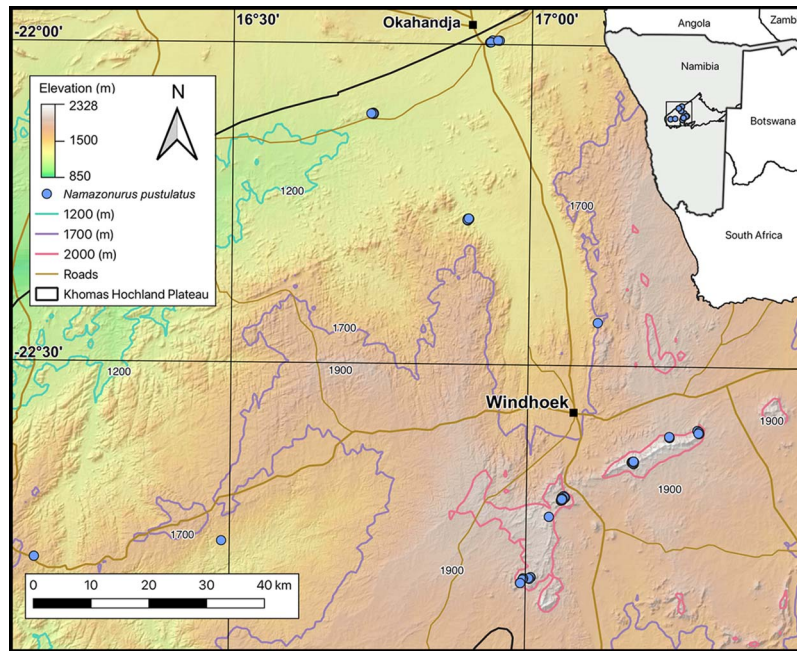 16°30'
Okahandja
17°00'
-22°00'
Angola
Zamb
Namibia
Botswana
South Africa
Elevation (m)
2328
1500
850
N
Namazonurus pustulatus
1200 (m)
1700 (m)
2000 (m)
Roads
Khomas Hochland Plateau
1200
1700
1700
-22°30'
1200
1900
Windhoek
1900
1900
1700
1900
0 10 20 30 40 km